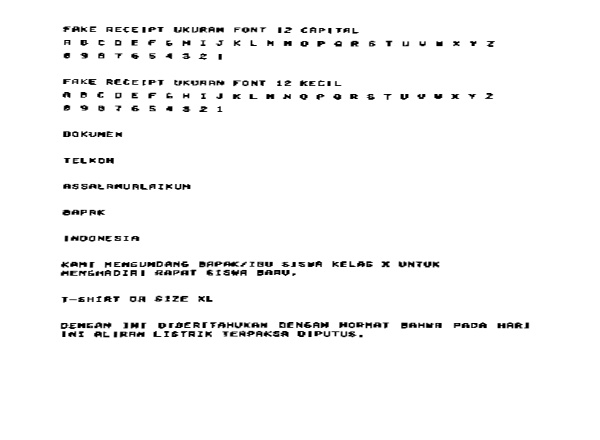 FAKE RECEIPT UKURAN FONT 12 CAPITAL
A B C D E F G H I J K L M N O P Q R S T U V W X Y Z
0 9 8 7 6 5 4 3 2 1
FAKE RECEIPT UKURAN FONT 12 KECIL
A B C D E F G H I J K L M N O P Q R S T U V W X Y Z
0 9 8 7 6 5 4 3 2 1
DOKUMEN
TELKOM
ASSALAMUALAIKUM
BAPAK
INDONESIA
KAMI MENGUNDANG BAPAK/IBU SISWA KELAS X UNTUK
MENGHADIRI RAPAT SISWA BARU.
T-SHIRT OR SIZE XL
DENGAN INI DIBERITAHUKAN DENGAN HORMAT BAHWA PADA HARI
INI ALIRAN LISTRIK TERPAKSA DIPUTUS.